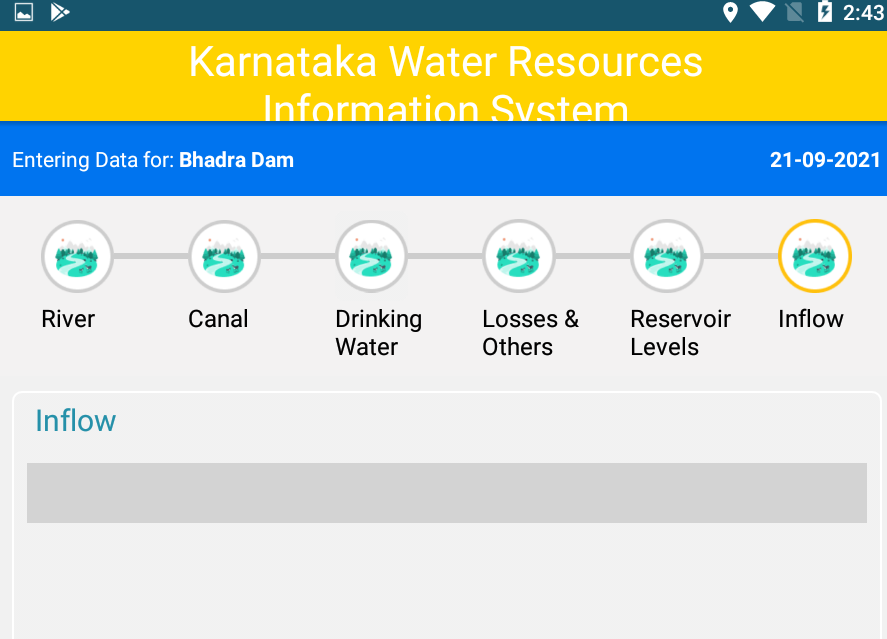 2:43
Karnataka Water Resources
Information System
Entering Data for: Bhadra Dam
21-09-2021
River
Canal
Drinking
Water
Losses &
Others
Reservoir
Levels
Inflow
Inflow